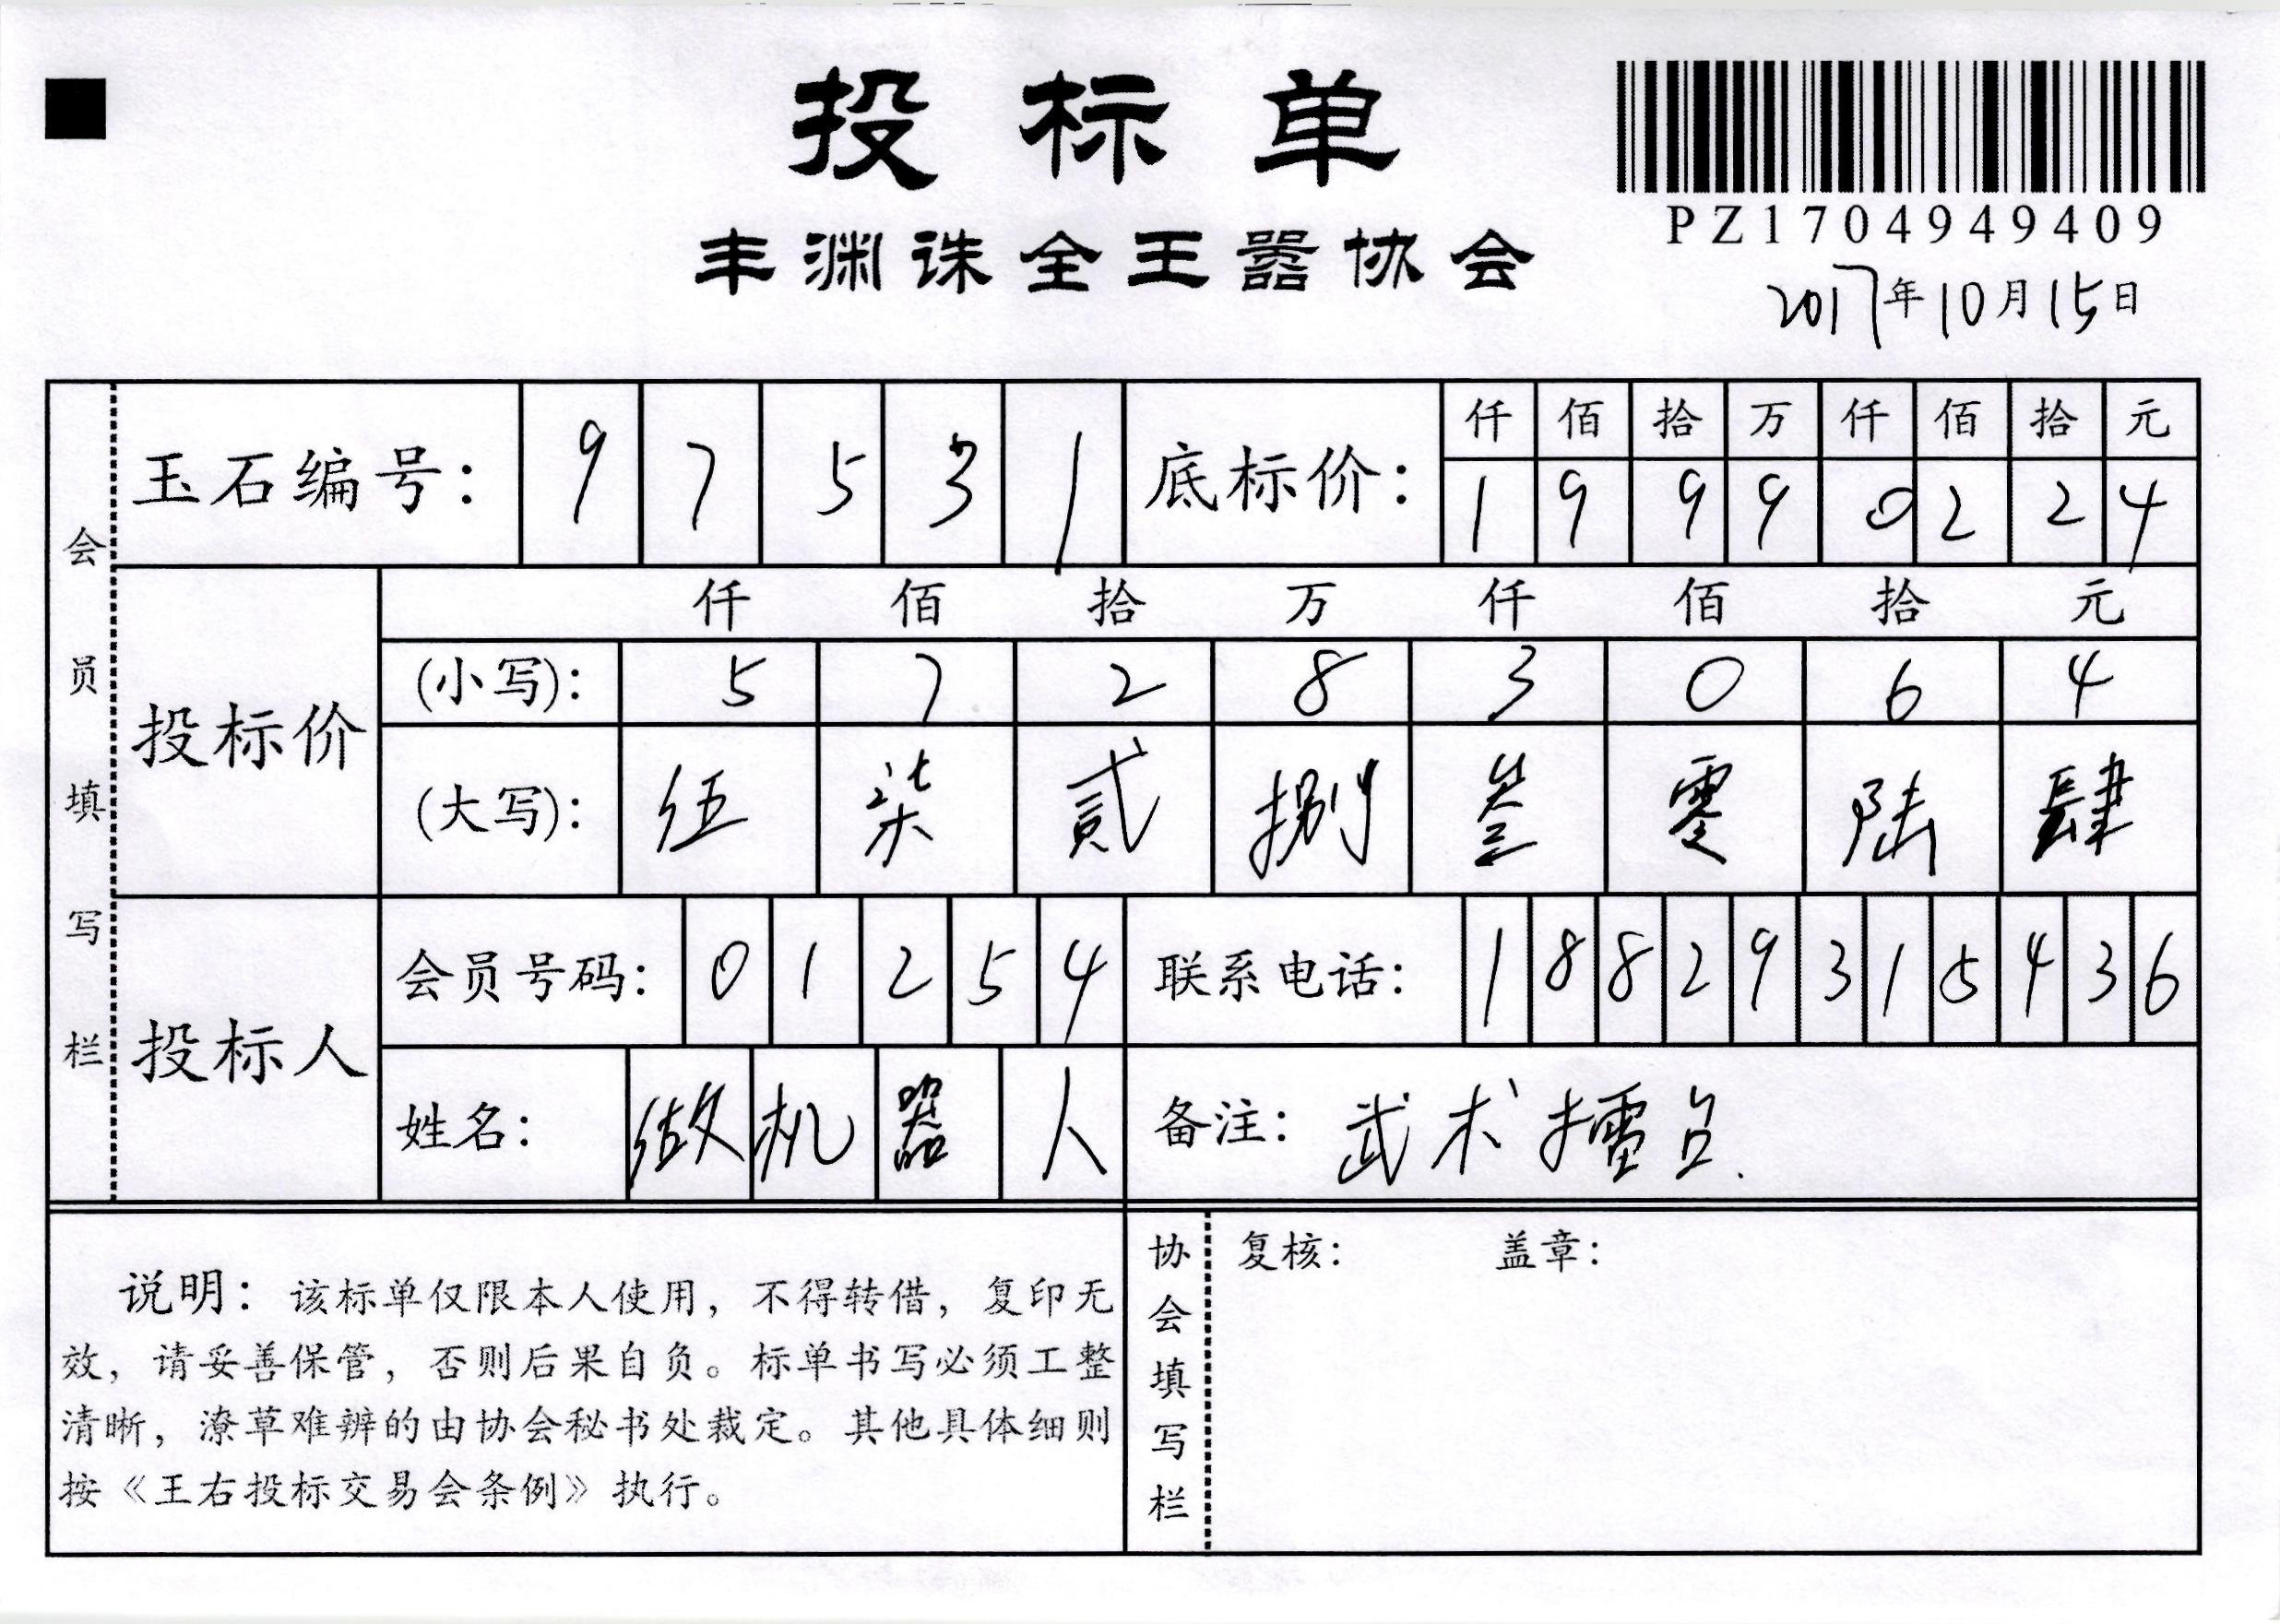 投标单
PZ1704949409
丰渊诛全王嚣协会
2017年10月15日
会员填写栏
玉石编号： 9 7 5 3 1
底标价： 仟 佰 拾 万 仟 佰 拾 元
1 9 9 9 0 2 2 4
投标价
仟 佰 拾 万 仟 佰 拾 元
(小写)： 5 7 2 8 3 0 6 4
(大写)： 伍 柒 贰 捌 叁 零 陆 肆
投标人
会员号码： 0 1 2 5 4
联系电话： 1 8 8 2 9 3 1 5 4 3 6
姓名： 做 机 器 人
备注： 武术擂台.
说明：该标单仅限本人使用，不得转借，复印无
效，请妥善保管，否则后果自负。标单书写必须工整
清晰，潦草难辨的由协会秘书处裁定。其他具体细则
按《王右投标交易会条例》执行。
协会填写栏
复核： 盖章：